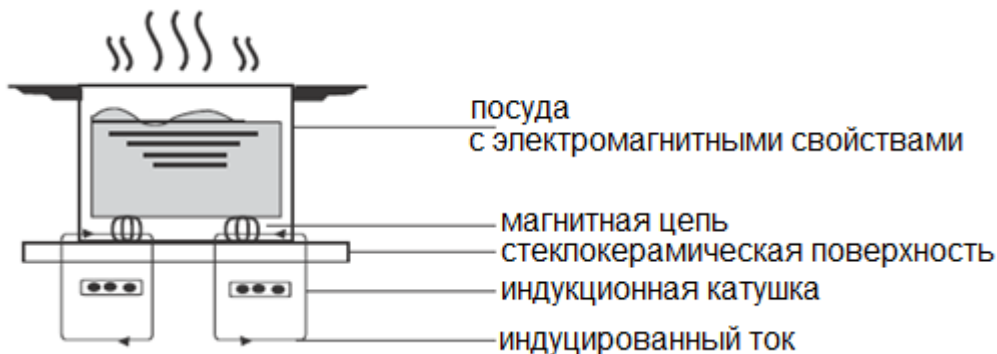 посуда
с электромагнитными свойствами
магнитная цепь
стеклокерамическая поверхность
индукционная катушка
индуцированный ток